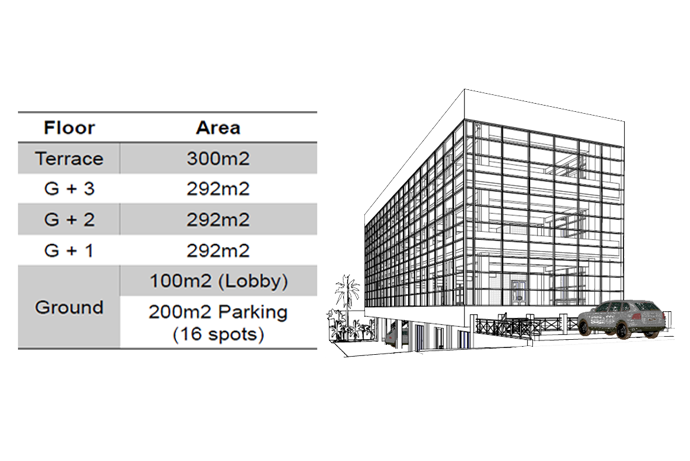 Floor Area
Terrace 300m2
G + 3 292m2
G + 2 292m2
G + 1 292m2
Ground 100m2 (Lobby)
200m2 Parking
(16 spots)